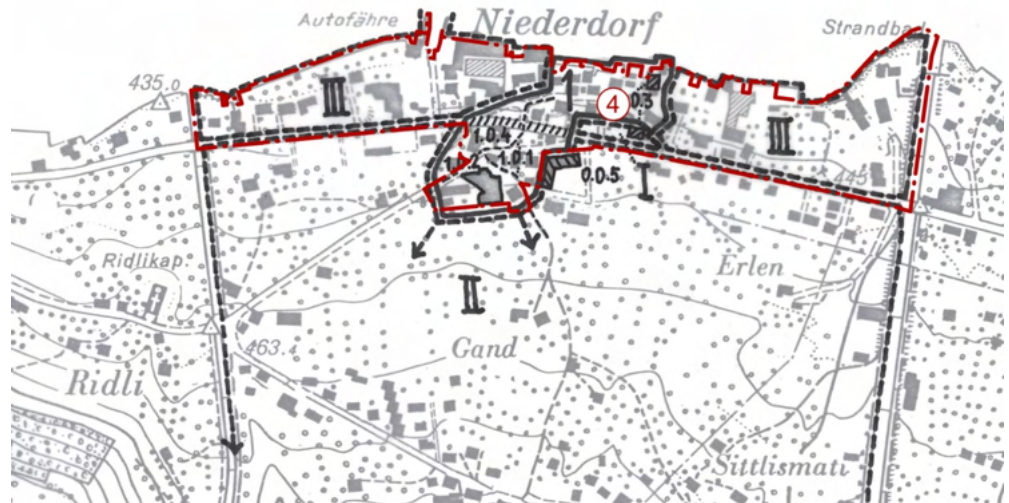 Autofähre
Niederdorf
435.0
III
1
4
0.3
III
1.0.4
1.0.1
0.0.5
I
445
Ridlikap.
II
Erlen
463.4
Gand
Ridli
Sittlismatt